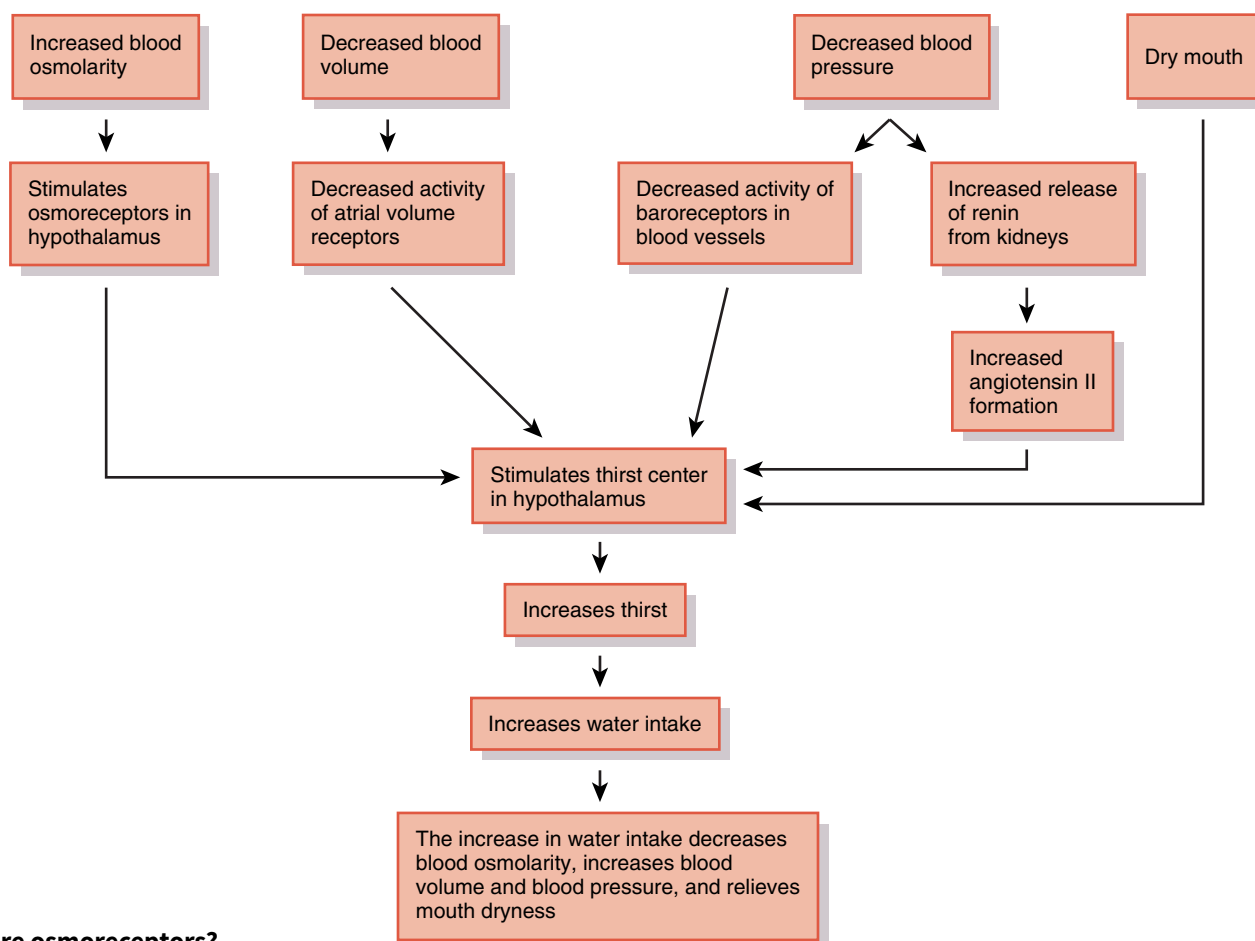 Increased blood
osmolarity
Decreased blood
volume
Decreased blood
pressure
Dry mouth
Stimulates
osmoreceptors in
hypothalamus
Decreased activity
of atrial volume
receptors
Decreased activity of
baroreceptors in
blood vessels
Increased release
of renin
from kidneys
Increased
angiotensin II
formation
Stimulates thirst center
in hypothalamus
Increases thirst
Increases water intake
The increase in water intake decreases
blood osmolarity, increases blood
volume and blood pressure, and relieves
mouth dryness
re osmoreceptors?